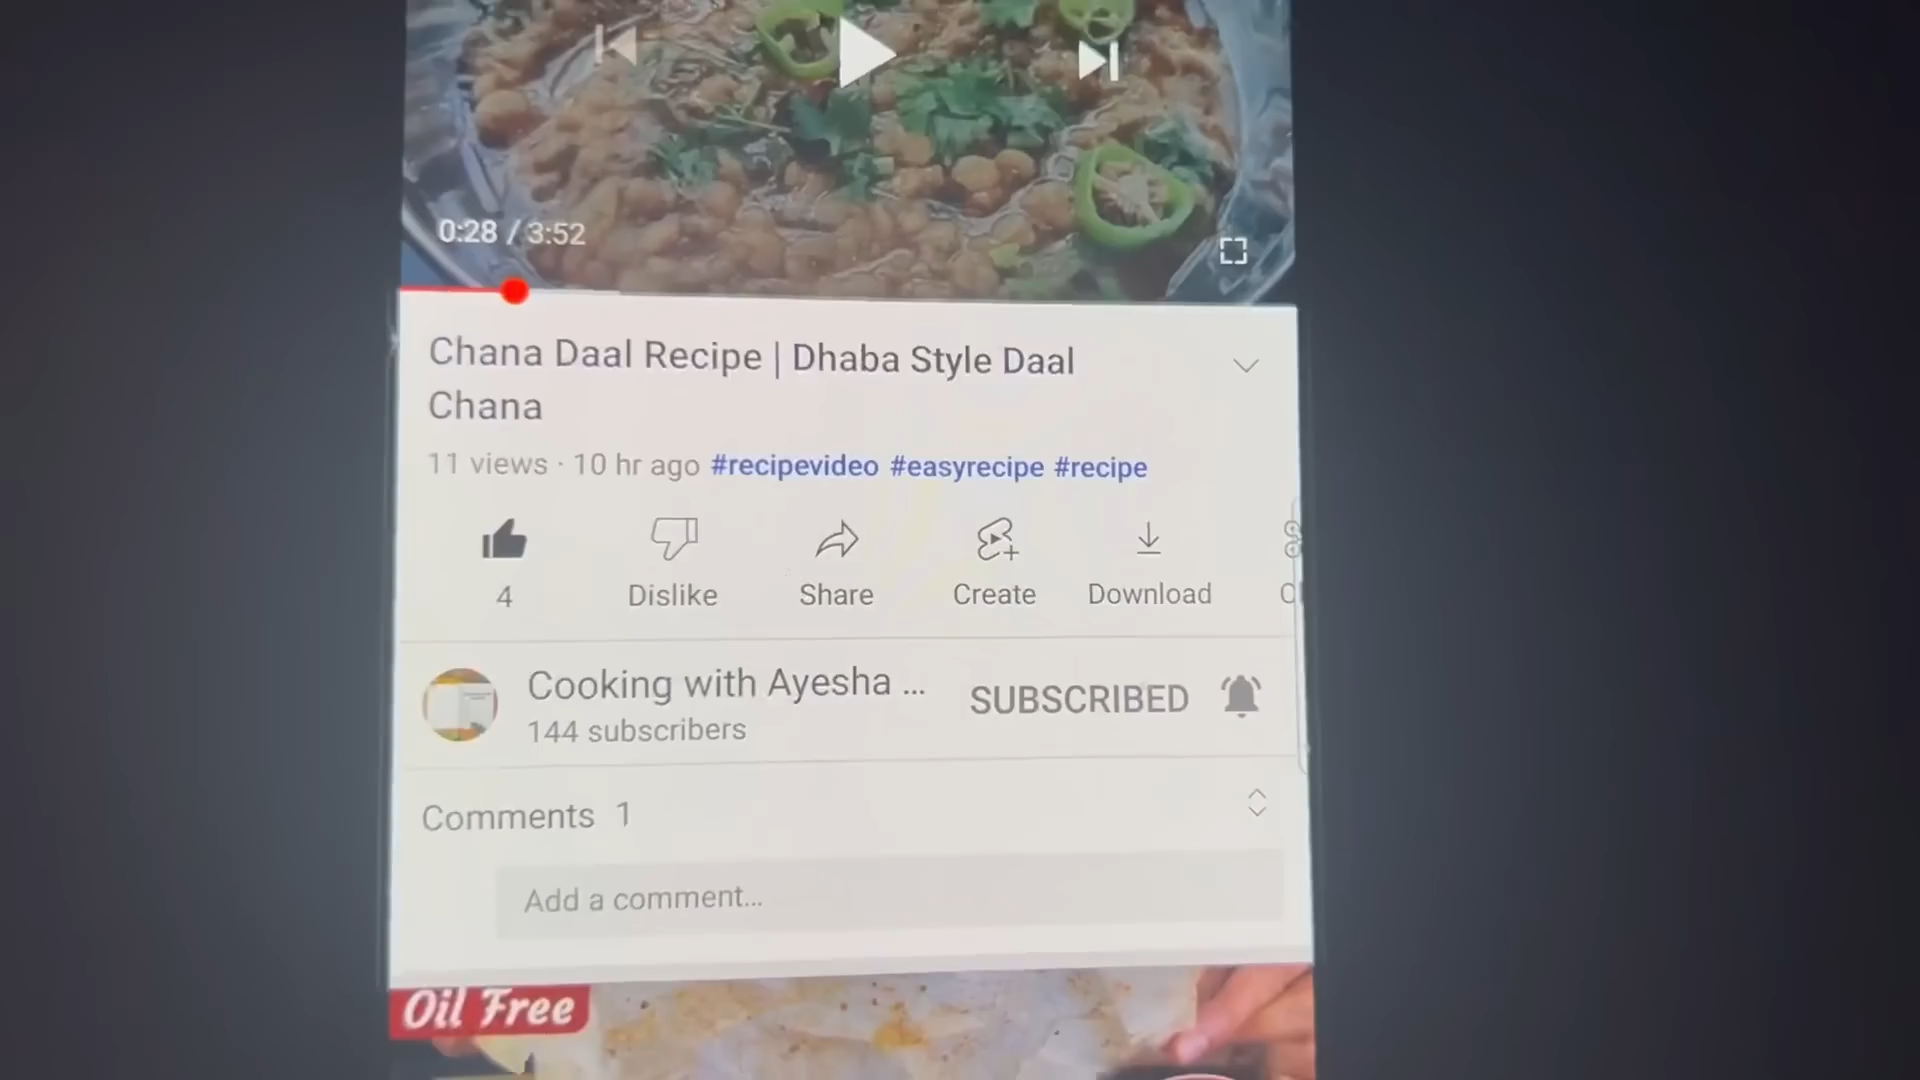 0:28 / 3:52
Chana Daal Recipe | Dhaba Style Daal
Chana
11 views · 10 hr ago #recipevideo #easyrecipe #recipe
4 Dislike Share Create Download
Cooking with Ayesha ...
SUBSCRIBED
144 subscribers
Comments 1
Add a comment...
Oil Free